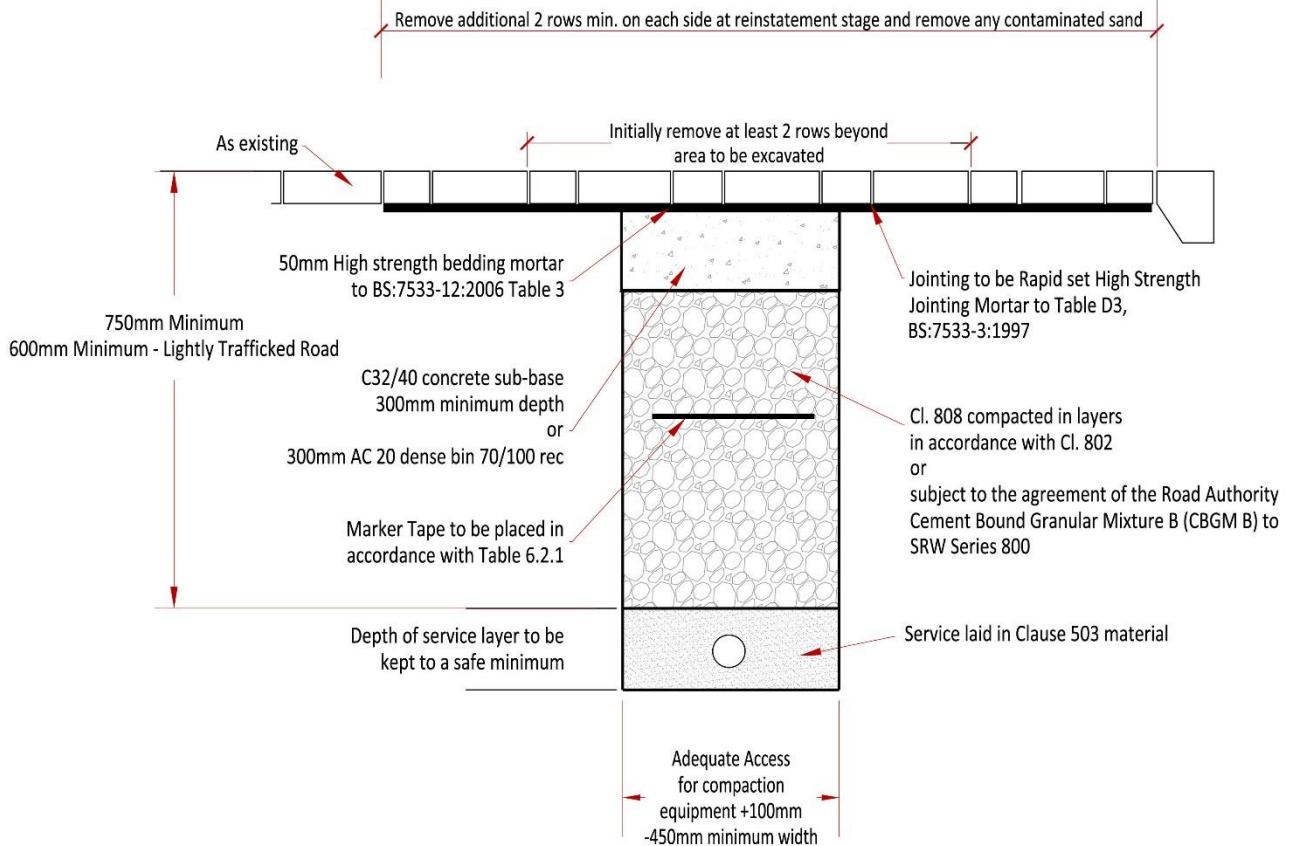 Remove additional 2 rows min. on each side at reinstatement stage and remove any contaminated sand
As existing
Initially remove at least 2 rows beyond
area to be excavated
50mm High strength bedding mortar
to BS:7533-12:2006 Table 3
Jointing to be Rapid set High Strength
Jointing Mortar to Table D3,
BS:7533-3:1997
750mm Minimum
600mm Minimum - Lightly Trafficked Road
C32/40 concrete sub-base
300mm minimum depth
or
300mm AC 20 dense bin 70/100 rec
Cl. 808 compacted in layers
in accordance with Cl. 802
or
subject to the agreement of the Road Authority
Cement Bound Granular Mixture B (CBGM B) to
SRW Series 800
Marker Tape to be placed in
accordance with Table 6.2.1
Depth of service layer to be
kept to a safe minimum
Service laid in Clause 503 material
Adequate Access
for compaction
equipment +100mm
-450mm minimum width